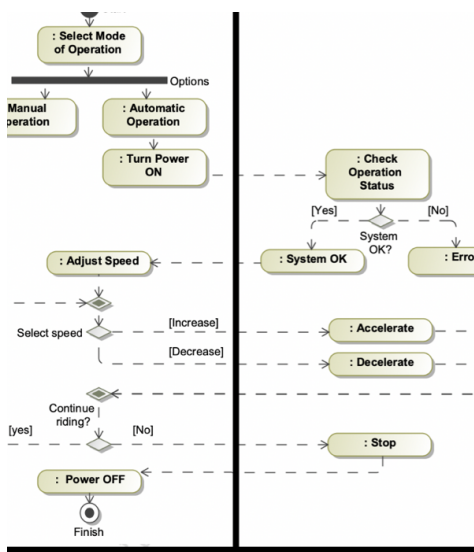 : Select Mode
of Operation
Options
Manual
: Automatic
Operation
: Turn Power
ON
: Check
Operation
Status
[Yes]
[No]
System
OK?
: Adjust Speed
: System OK
: Erro
Select speed
[Increase]
: Accelerate
[Decrease]
: Decelerate
Continue
riding?
[yes]
[No]
: Stop
: Power OFF
Finish